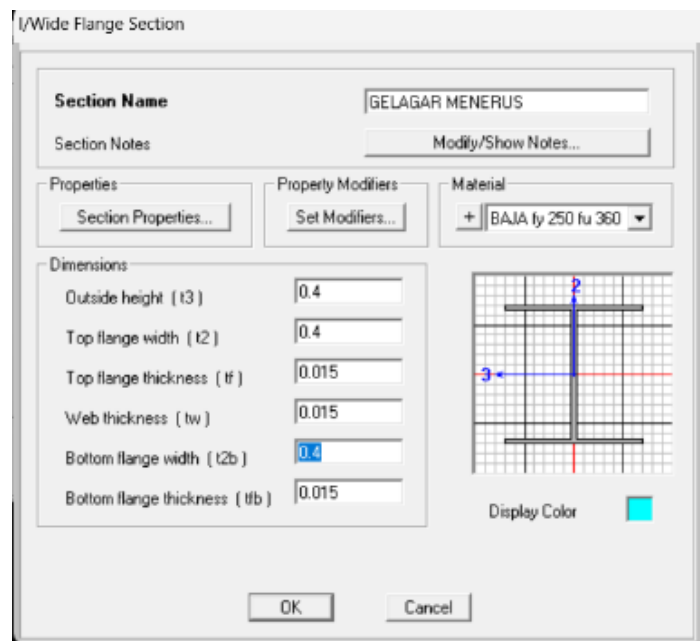 I/Wide Flange Section
Section Name GELAGAR MENERUS
Section Notes Modify/Show Notes...
Properties Property Modifiers Material
Section Properties... Set Modifiers... + BAJA fy 250 fu 360
Dimensions
Outside height ( t3 ) 0.4
Top flange width ( t2 ) 0.4
Top flange thickness ( tf ) 0.015
Web thickness ( tw ) 0.015
Bottom flange width ( t2b ) 0.4
Bottom flange thickness ( tfb ) 0.015
2
3
Display Color
OK Cancel